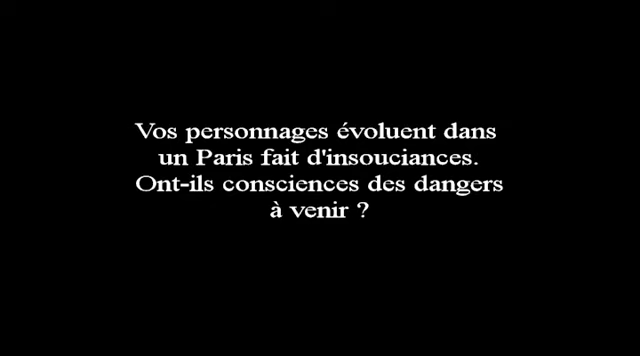 Vos personnages évoluent dans
un Paris fait d'insouciances.
Ont-ils consciences des dangers
à venir ?